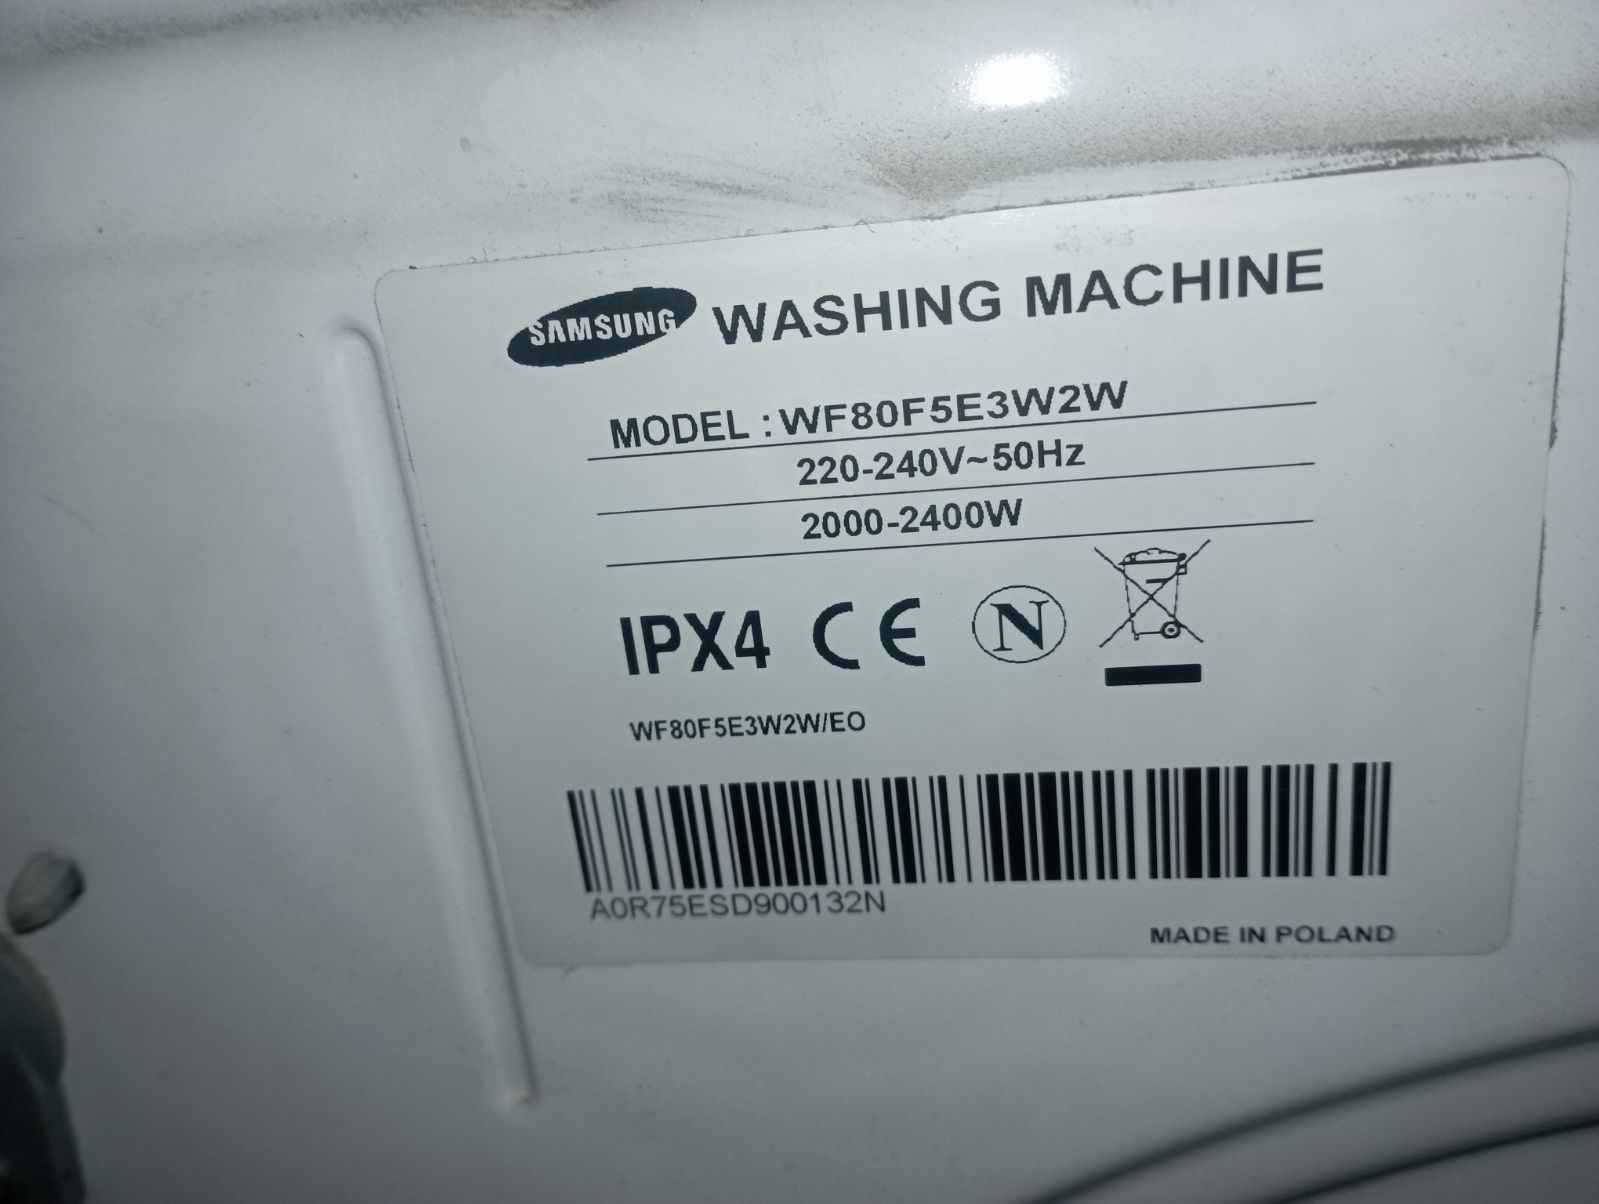 SAMSUNG WASHING MACHINE
MODEL : WF80F5E3W2W
220-240V~50Hz
2000-2400W
IPX4 CE N
WF80F5E3W2W/EO
A0R75ESD900132N
MADE IN POLAND